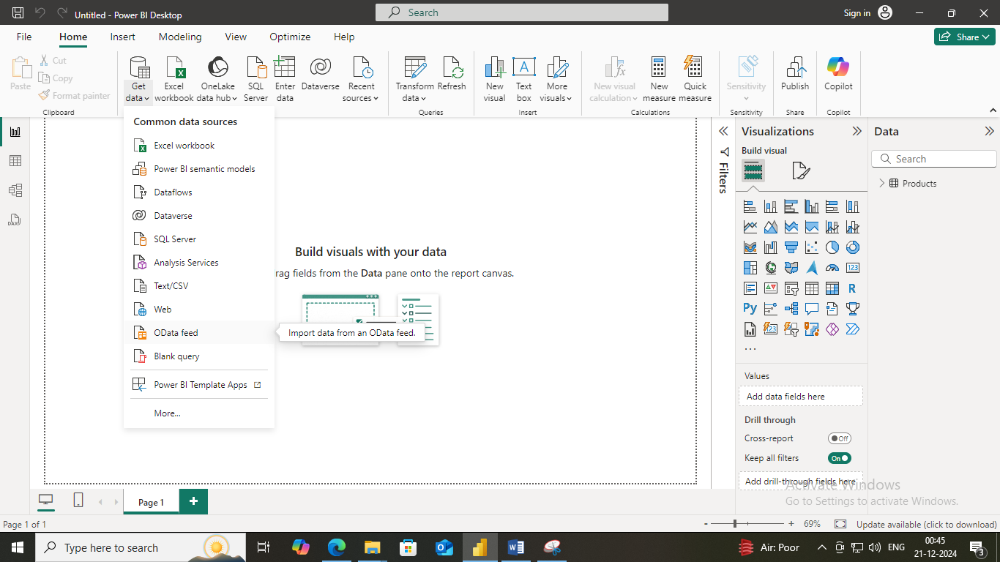 Untitled - Power BI Desktop
Search
Sign in
File
Home
Insert
Modeling
View
Optimize
Help
Share
Paste
Cut
Copy
Format painter
Clipboard
Get
data
Excel
workbook
OneLake
data hub
SQL
Server
Enter
data
Dataverse
Recent
sources
Transform
data
Refresh
Queries
New
visual
Text
box
More
visuals
Insert
New visual
calculation
New
measure
Quick
measure
Calculations
Sensitivity
Sensitivity
Publish
Share
Copilot
Copilot
Common data sources
Excel workbook
Power BI semantic models
Dataflows
Dataverse
SQL Server
Analysis Services
Text/CSV
Web
OData feed
Blank query
Power BI Template Apps
More...
Import data from an OData feed.
Build visuals with your data
rag fields from the Data pane onto the report canvas.
Filters
Visualizations
Build visual
123
R
Py
123
...
Values
Add data fields here
Drill through
Cross-report
Off
Keep all filters
On
Add drill-through fields here
Data
Search
Products
Activate Windows
Go to Settings to activate Windows.
DAX
Page 1
+
Page 1 of 1
- + 69%
Update available (click to download)
Type here to search
Air: Poor
ENG
00:45
21-12-2024
3